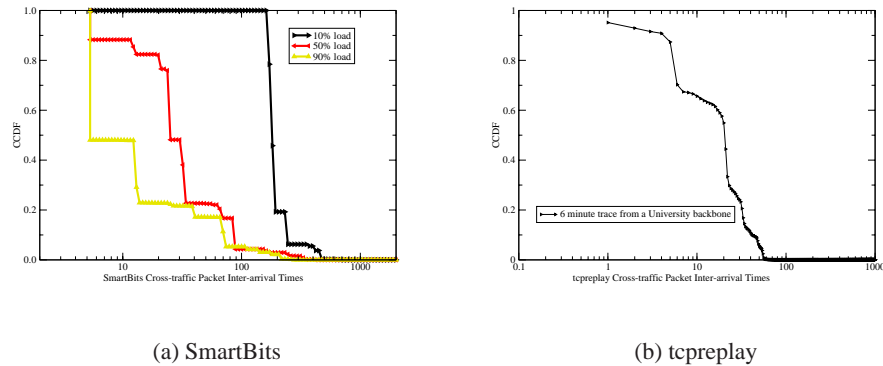 1.0
0.8
0.6
0.4
0.2
0.0
CCDF
10% load
50% load
90% load
10
100
1000
SmartBits Cross-traffic Packet Inter-arrival Times
(a) SmartBits
1.0
0.8
0.6
0.4
0.2
0.0
CCDF
6 minute trace from a University backbone
0.1
1
10
100
1000
tcpreplay Cross-traffic Packet Inter-arrival Times
(b) tcpreplay